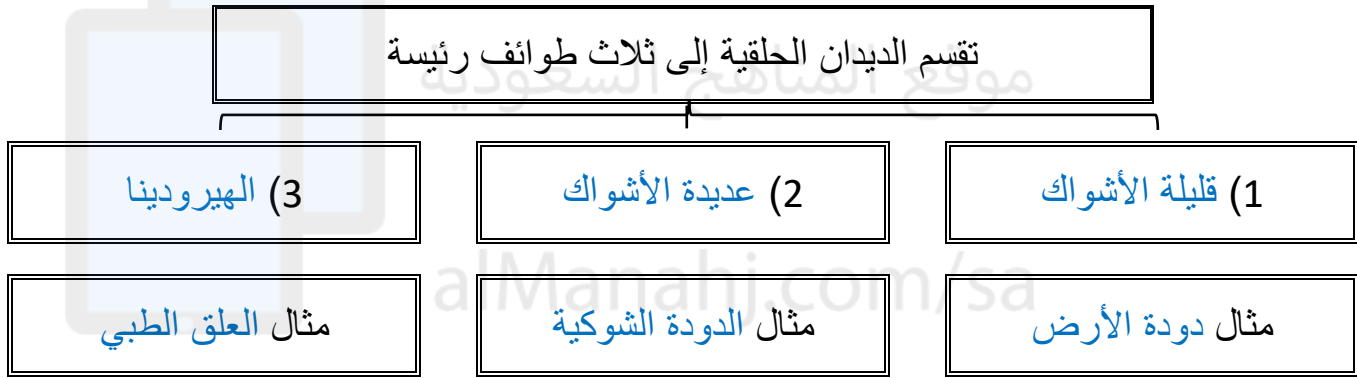 تقسم الديدان الحلقية إلى ثلاث طوائف رئيسة
موقع المناهج السعودية
1) قليلة الأشواك
2) عديدة الأشواك
3) الهيرودينا
alManahj.com/sa
مثال دودة الأرض
مثال الدودة الشوكية
مثال العلق الطبي